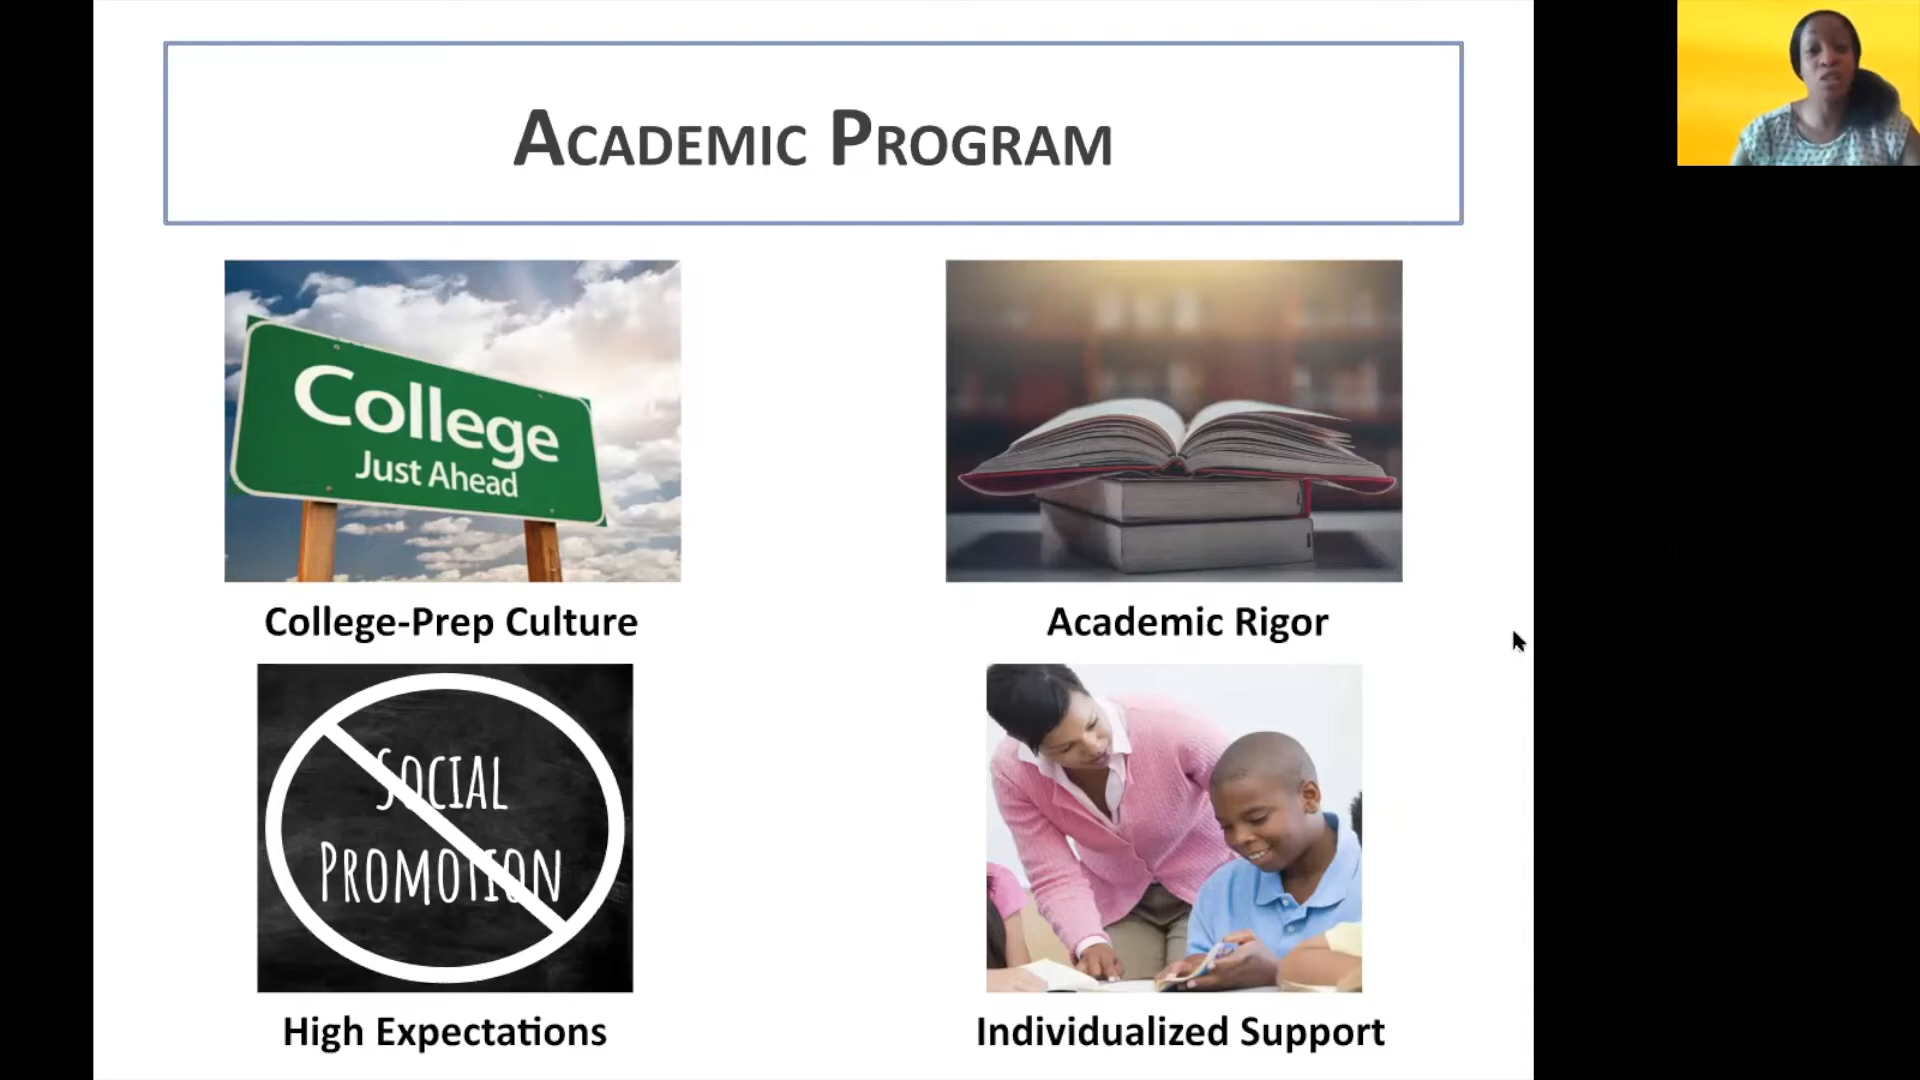 ACADEMIC PROGRAM
College
Just Ahead
College-Prep Culture
Academic Rigor
SOCIAL
PROMOTION
High Expectations
Individualized Support